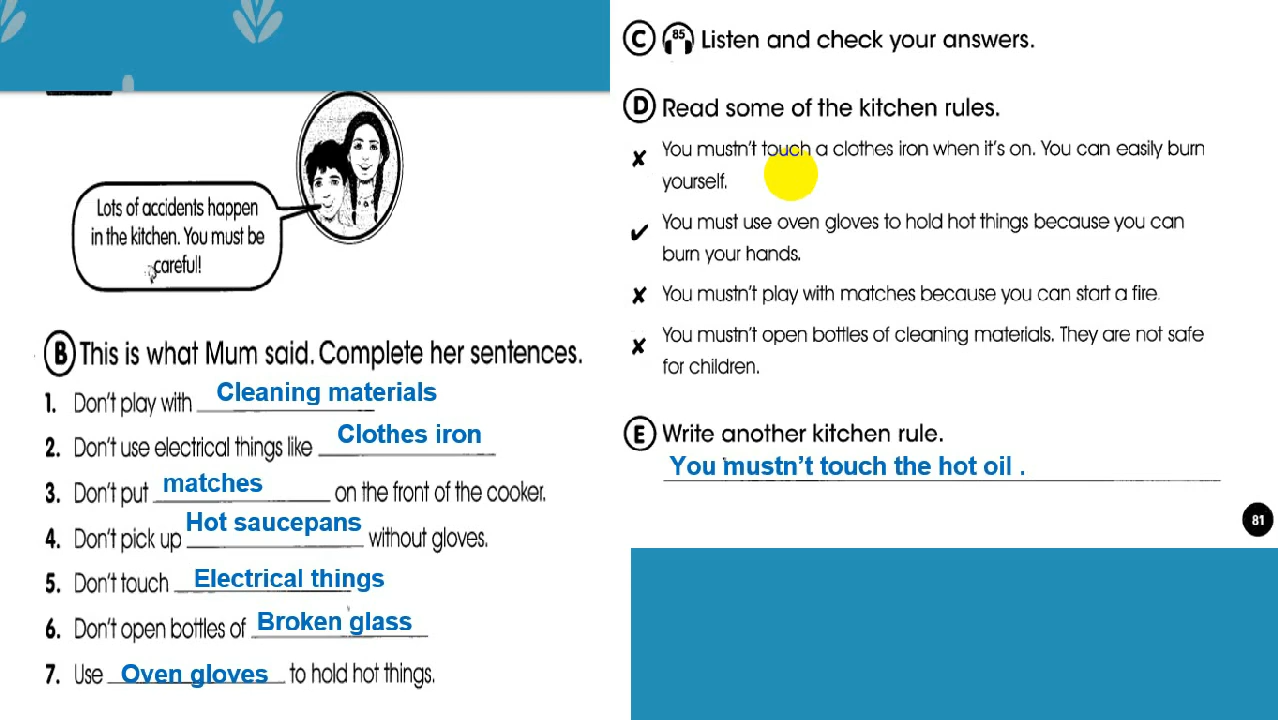 Lots of accidents happen
in the kitchen. You must be
careful!
B This is what Mum said. Complete her sentences.
1. Don't play with Cleaning materials
2. Don't use electrical things like Clothes iron
3. Don't put matches on the front of the cooker.
4. Don't pick up Hot saucepans without gloves.
5. Don't touch Electrical things
6. Don't open bottles of Broken glass
7. Use Oven gloves to hold hot things.
C 85 Listen and check your answers.
D Read some of the kitchen rules.
✗ You mustn't touch a clothes iron when it's on. You can easily burn
yourself.
✓ You must use oven gloves to hold hot things because you can
burn your hands.
✗ You mustn't play with matches because you can start a fire.
✗ You mustn't open bottles of cleaning materials. They are not safe
for children.
E Write another kitchen rule.
You mustn't touch the hot oil .
81